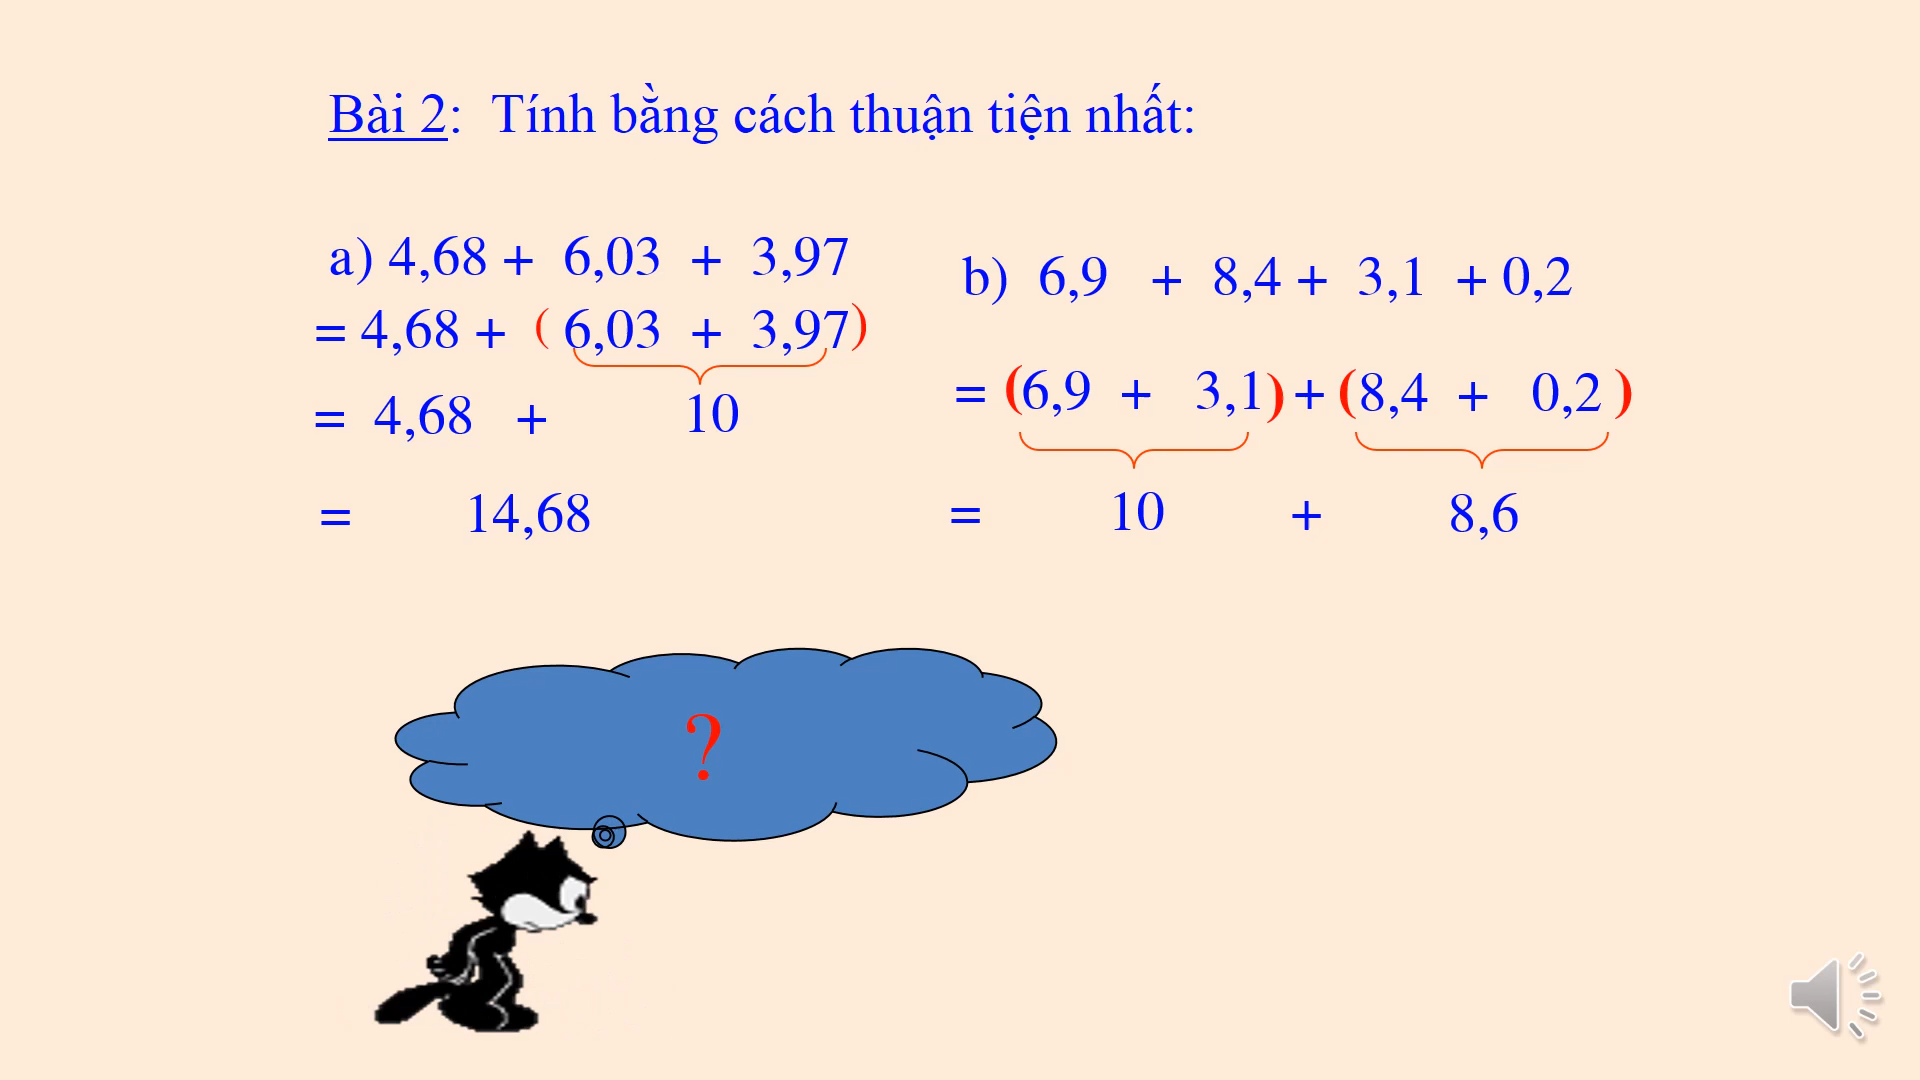 Bài 2: Tính bằng cách thuận tiện nhất:
a) 4,68 + 6,03 + 3,97
= 4,68 + ( 6,03 + 3,97)
= 4,68 + 10
= 14,68
b) 6,9 + 8,4 + 3,1 + 0,2
= (6,9 + 3,1) + (8,4 + 0,2 )
= 10 + 8,6
?